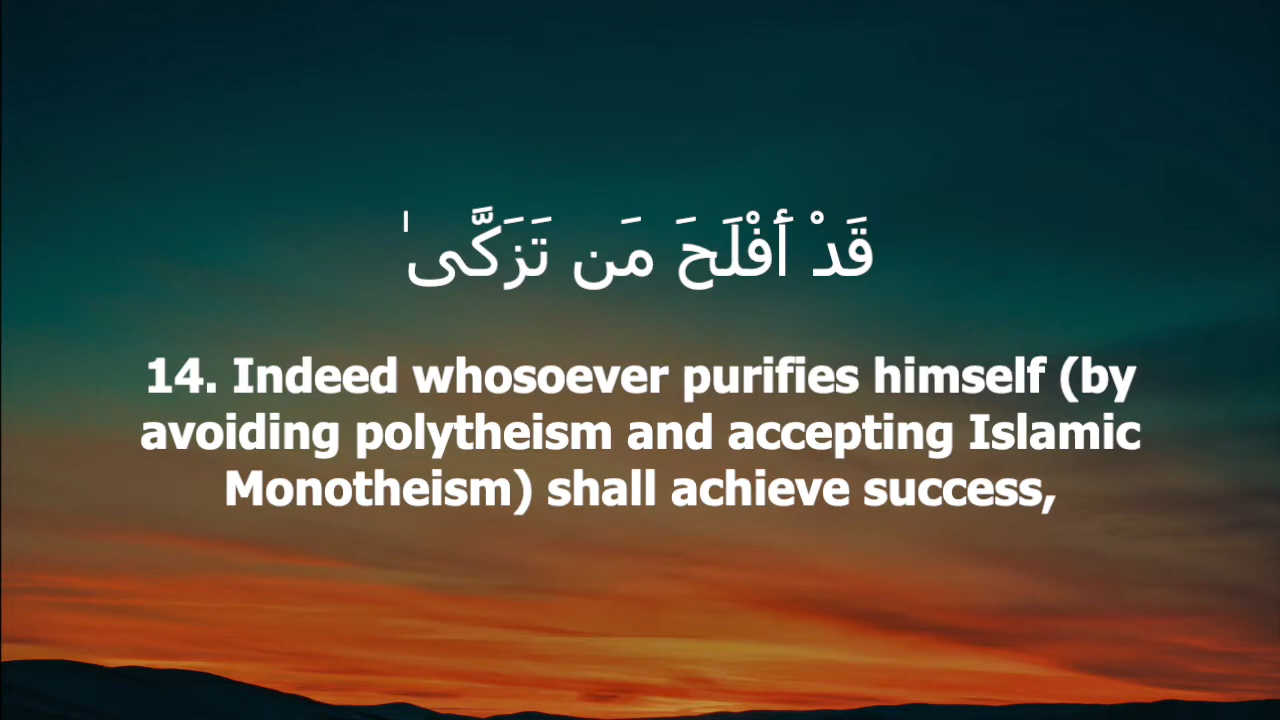 قَدْ أَفْلَحَ مَن تَزَكَّىٰ
14. Indeed whosoever purifies himself (by
avoiding polytheism and accepting Islamic
Monotheism) shall achieve success,